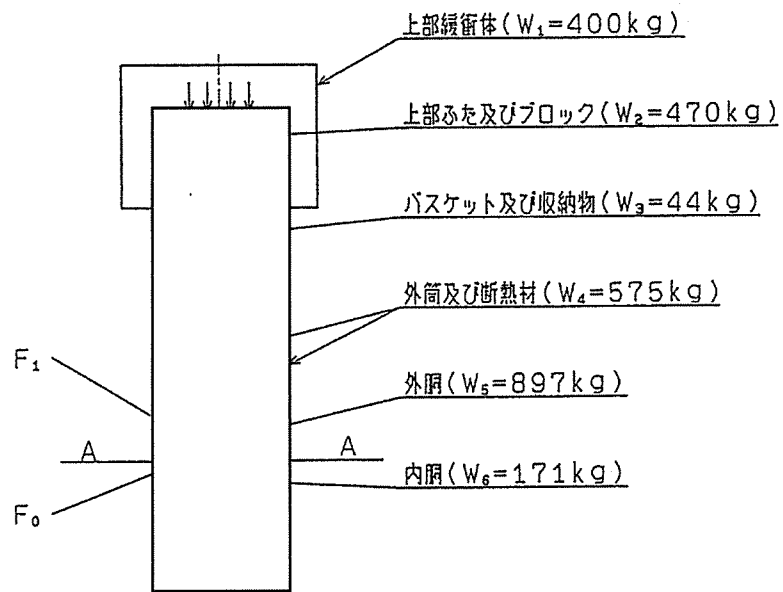 上部緩衝体(W₁=400kg)
上部ふた及びブロック(W₂=470kg)
バスケット及び収納物(W₃=44kg)
外筒及び断熱材(W₄=575kg)
F₁
外胴(W₅=897kg)
A A
内胴(W₆=171kg)
F₀